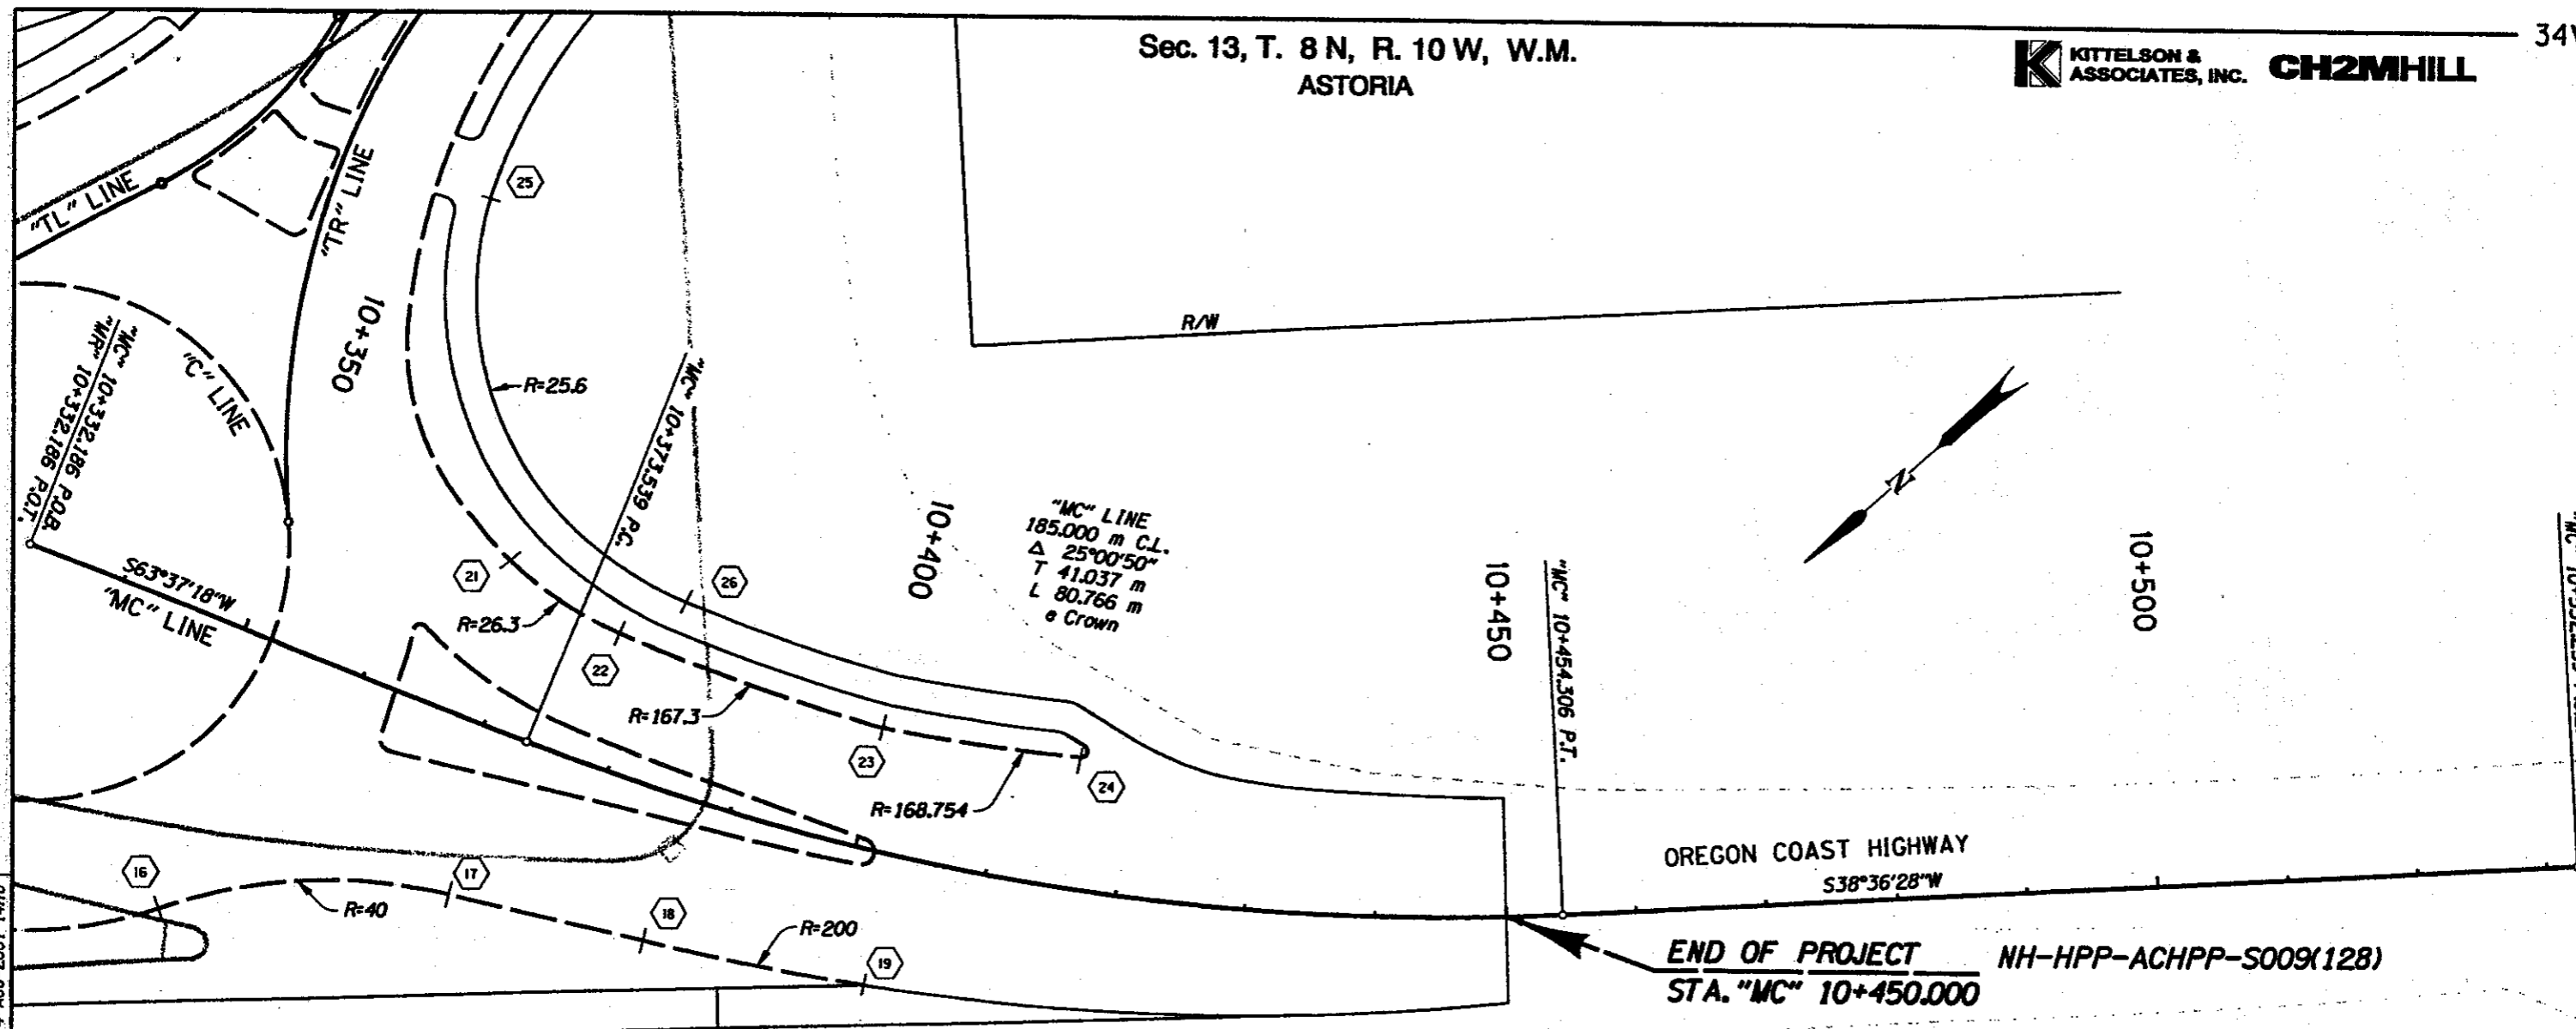 Sec. 13, T. 8 N, R. 10 W, W.M.
ASTORIA
KITTELSON &
ASSOCIATES, INC.
CH2MHILL
"TL" LINE
"TR" LINE
25
10+350
"C" LINE
"MC" 10+332.186 P.O.B.
"WR" 10+332.186 P.O.T.
R/W
R=25.6
"MC" 10+373.539 P.C.
S63°37'18"W
"MC" LINE
21
R=26.3
22
26
R=167.3
23
R=168.754
24
10+400
"MC" LINE
185.000 m C.L.
Δ 25°00'50"
T 41.037 m
L 80.766 m
e Crown
N
10+450
"MC" 10+454.306 P.T.
10+500
16
R=40
17
18
R=200
19
OREGON COAST HIGHWAY
S38°36'28"W
END OF PROJECT
NH-HPP-ACHPP-S009(128)
STA. "MC" 10+450.000